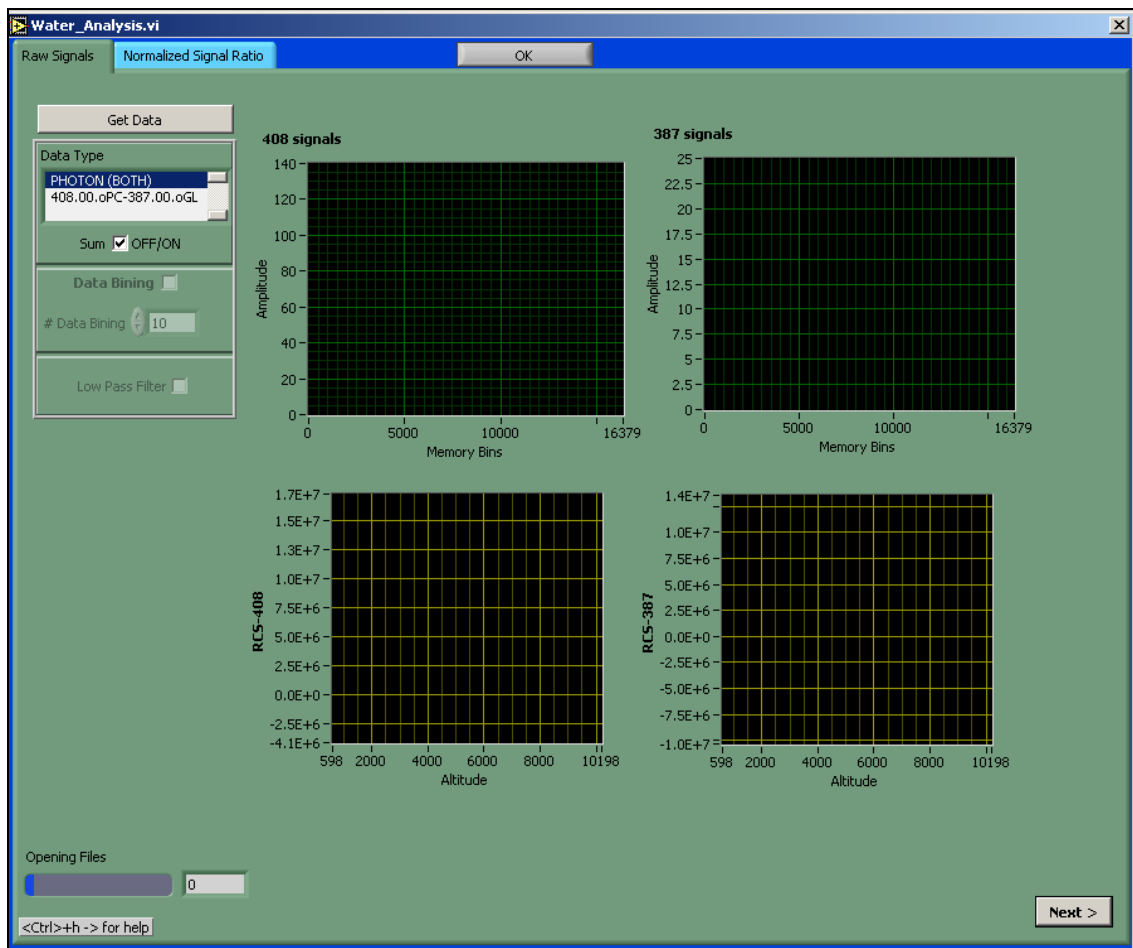 Water_Analysis.vi
Raw Signals
Normalized Signal Ratio
OK
Get Data
Data Type
PHOTON (BOTH)
408.00.oPC-387.00.oGL
Sum OFF/ON
Data Bining
# Data Bining 10
Low Pass Filter
408 signals
140
120
100
80
60
40
20
0
Amplitude
0 5000 10000 16379
Memory Bins
387 signals
25
22.5
20
17.5
15
12.5
10
7.5
5
2.5
0
Amplitude
0 5000 10000 16379
Memory Bins
1.7E+7
1.5E+7
1.3E+7
1.0E+7
7.5E+6
5.0E+6
2.5E+6
0.0E+0
-2.5E+6
-4.1E+6
RCS-408
598 2000 4000 6000 8000 10198
Altitude
1.4E+7
1.0E+7
7.5E+6
5.0E+6
2.5E+6
0.0E+0
-2.5E+6
-5.0E+6
-7.5E+6
-1.0E+7
RCS-387
598 2000 4000 6000 8000 10198
Altitude
Opening Files
0
<Ctrl>+h -> for help
Next >